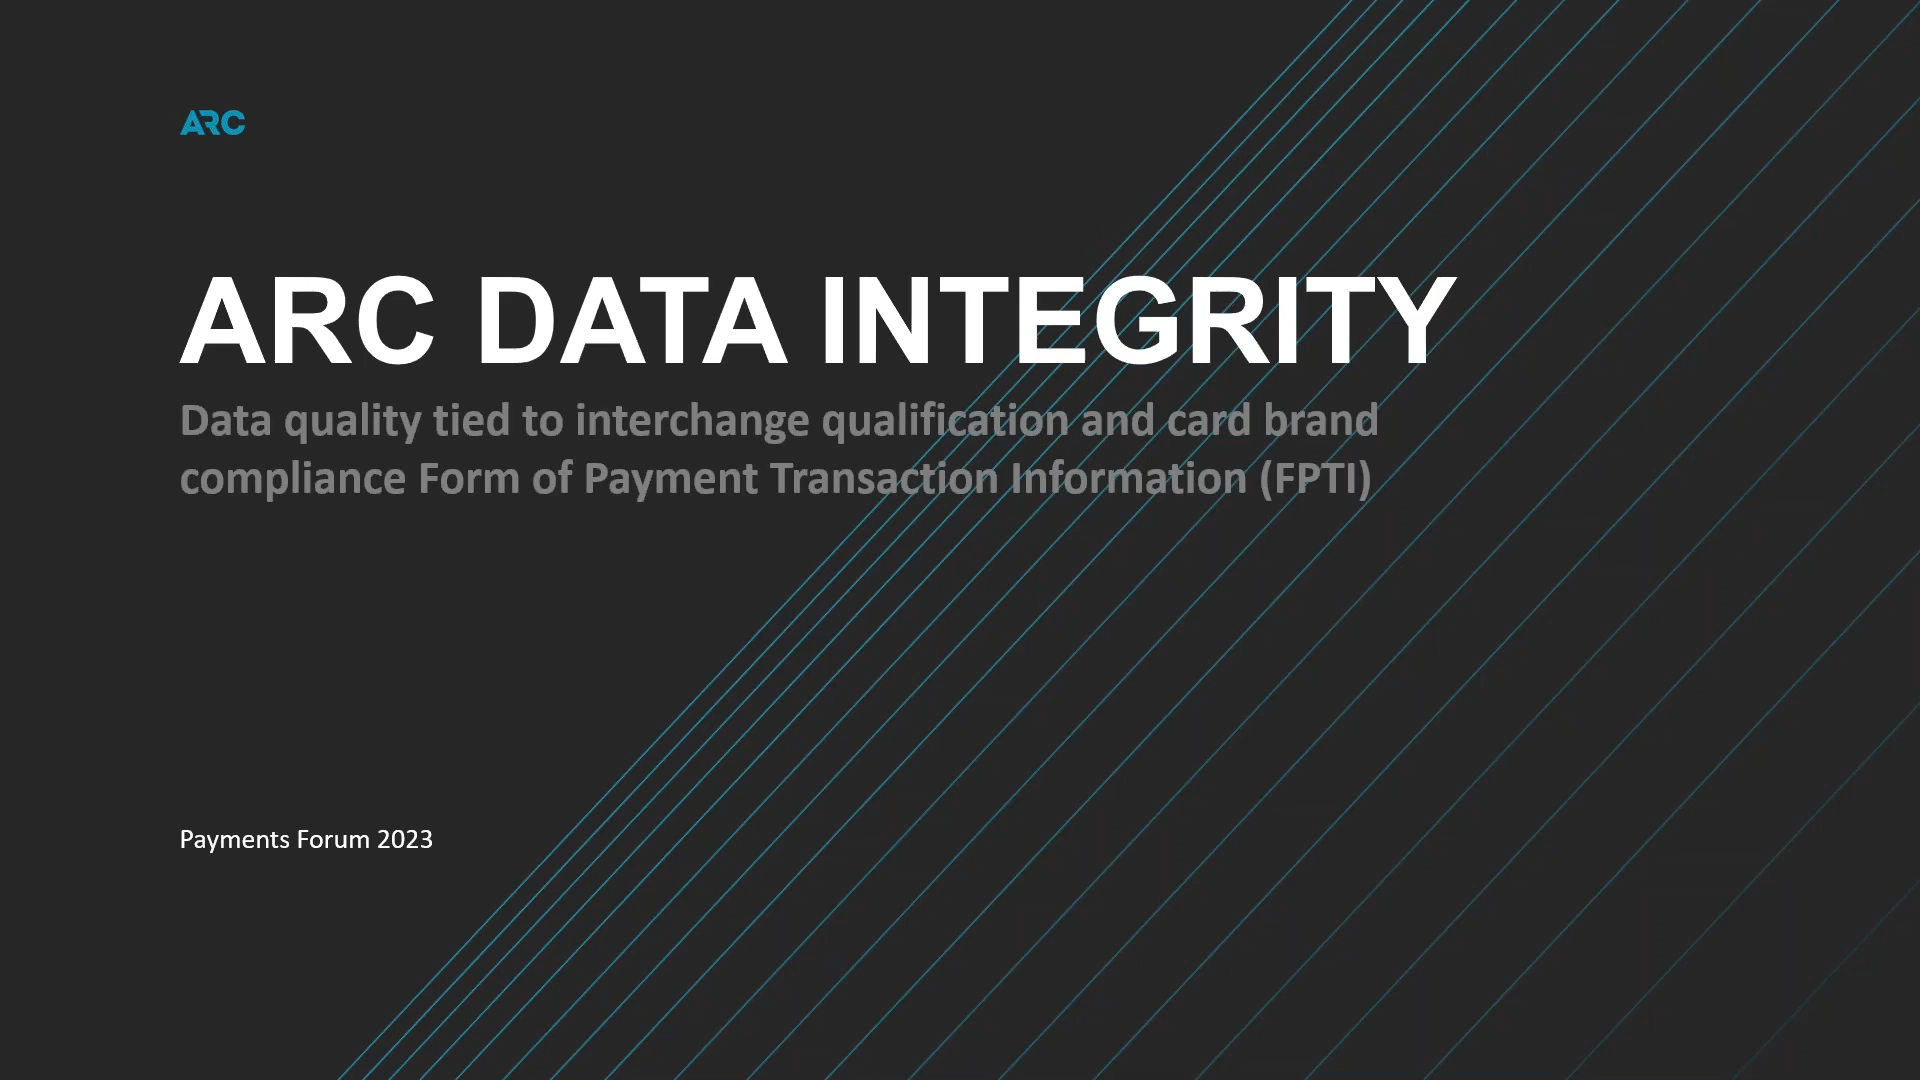 ARC
ARC DATA INTEGRITY
Data quality tied to interchange qualification and card brand
compliance Form of Payment Transaction Information (FPTI)
Payments Forum 2023